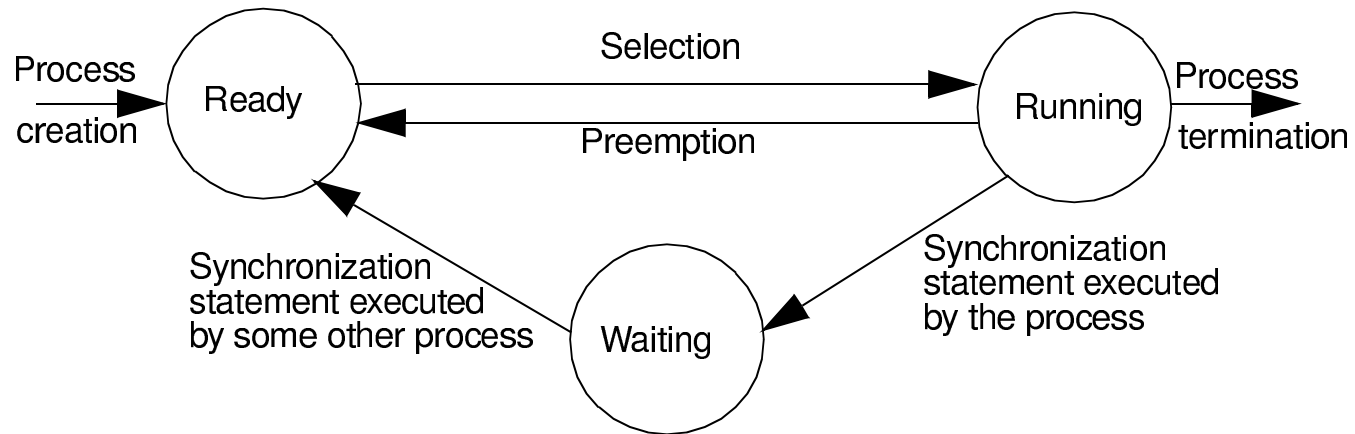 Process
creation
Ready
Selection
Preemption
Running
Process
termination
Synchronization
statement executed
by some other process
Waiting
Synchronization
statement executed
by the process